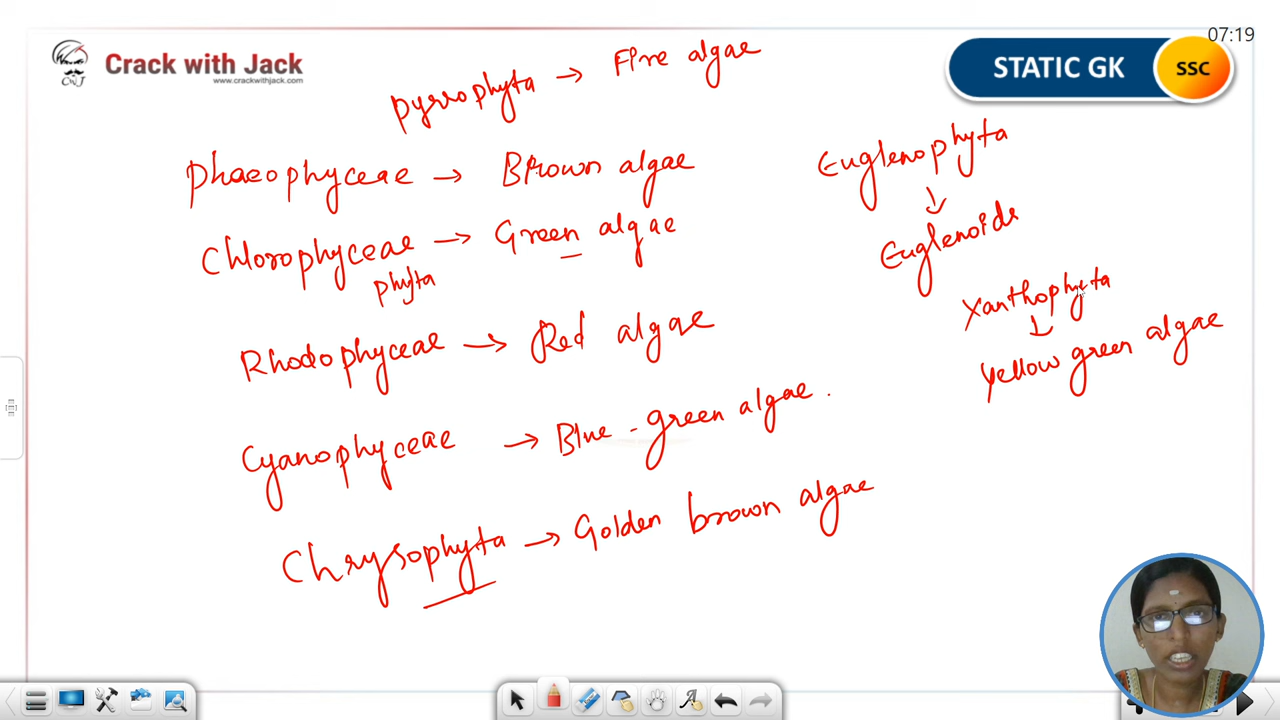 07:19
Crack with Jack
www.crackwithjack.com
CWJ
STATIC GK SSC
Pyrrophyta → Fire algae
Phaeophyceae → Brown algae
Chlorophyceae → Green algae
phyta
Rhodophyceae → Red algae
Cyanophyceae → Blue-green algae.
Chrysophyta → Golden brown algae
Euglenophyta
↓
Euglenoids
Xanthophyta
↓
Yellow green algae